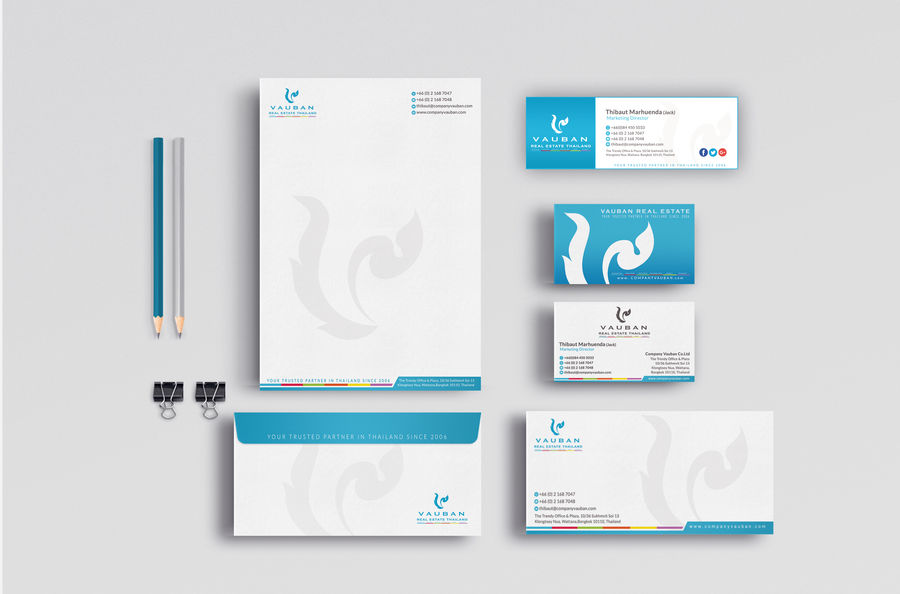 VAUBAN
REAL ESTATE THAILAND
+66 (0) 2 168 7047
+66 (0) 2 168 7048
thibaut@companyvauban.com
www.companyvauban.com
YOUR TRUSTED PARTNER IN THAILAND SINCE 2006
The Trendy Office & Plaza, 10/36 Sukhmvit Soi 13
Klongtoey Nua, Wattana, Bangkok 10110, Thailand
VAUBAN
REAL ESTATE THAILAND
Thibaut Marhuenda (Jack)
Marketing Director
+66(0)84 450 3033
+66 (0) 2 168 7047
+66 (0) 2 168 7048
thibaut@companyvauban.com
The Trendy Office & Plaza, 10/36 Sukhmvit Soi 13
Klongtoey Nua, Wattana, Bangkok 10110, Thailand
YOUR TRUSTED PARTNER IN THAILAND SINCE 2006
VAUBAN REAL ESTATE
YOUR TRUSTED PARTNER IN THAILAND SINCE 2006
www. COMPANYVAUBAN.com
VAUBAN
REAL ESTATE THAILAND
Thibaut Marhuenda (Jack)
Marketing Director
+66(0)84 450 3033
+66 (0) 2 168 7047
+66 (0) 2 168 7048
thibaut@companyvauban.com
Company Vauban Co.Ltd
The Trendy Office & Plaza,
10/36 Sukhmvit Soi 13
Klongtoey Nua, Wattana,
Bangkok 10110, Thailand
www.companyvauban.com
YOUR TRUSTED PARTNER IN THAILAND SINCE 2006
VAUBAN
REAL ESTATE THAILAND
VAUBAN
REAL ESTATE THAILAND
+66 (0) 2 168 7047
+66 (0) 2 168 7048
thibaut@companyvauban.com
The Trendy Office & Plaza, 10/36 Sukhmvit Soi 13
Klongtoey Nua, Wattana,Bangkok 10110, Thailand
www.companyvauban.com